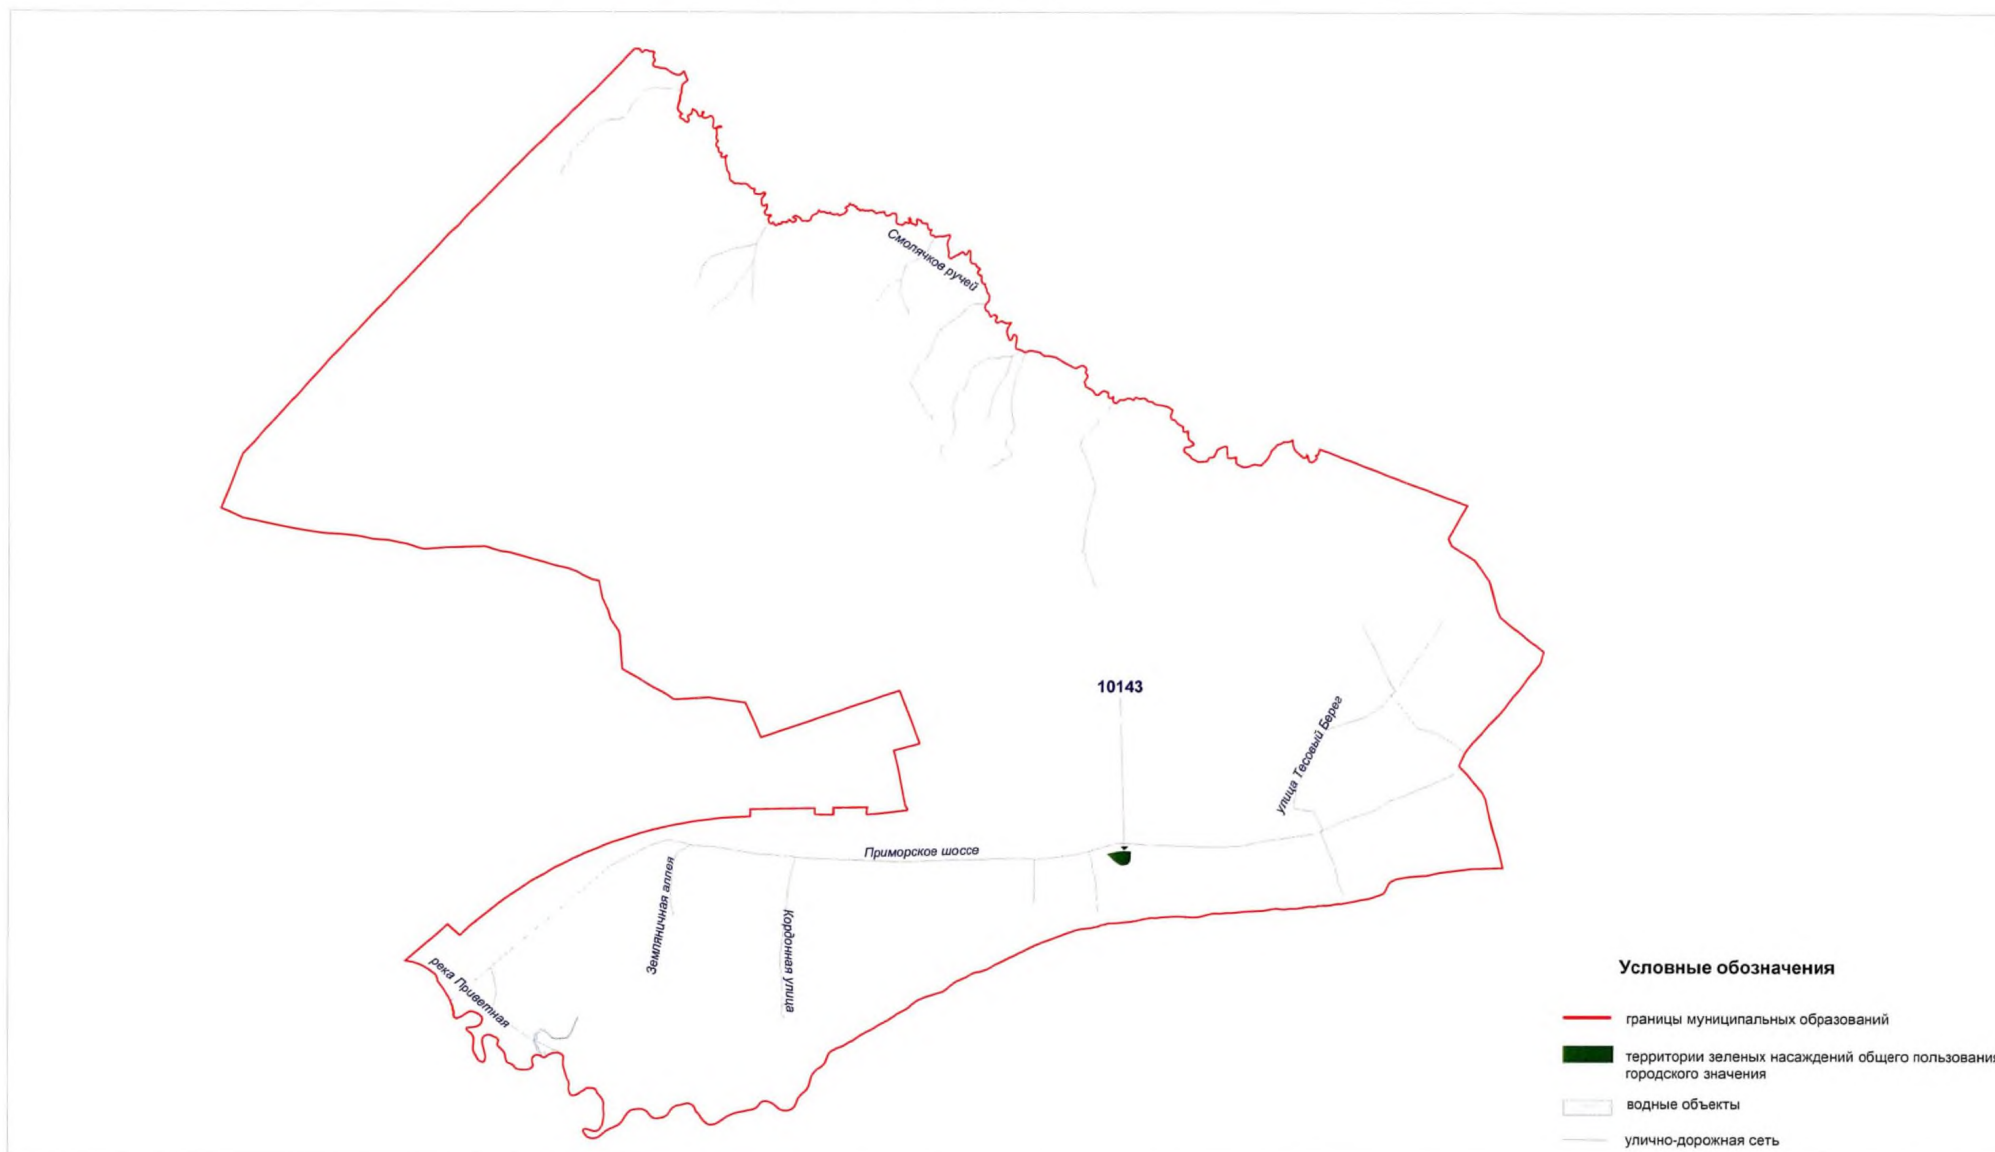 Смолячков ручей
10143
улица Тесовый Берег
Приморское шоссе
Земляничная аллея
Кордонная улица
река Приветная
Условные обозначения
границы муниципальных образований
территории зеленых насаждений общего пользования
городского значения
водные объекты
улично-дорожная сеть